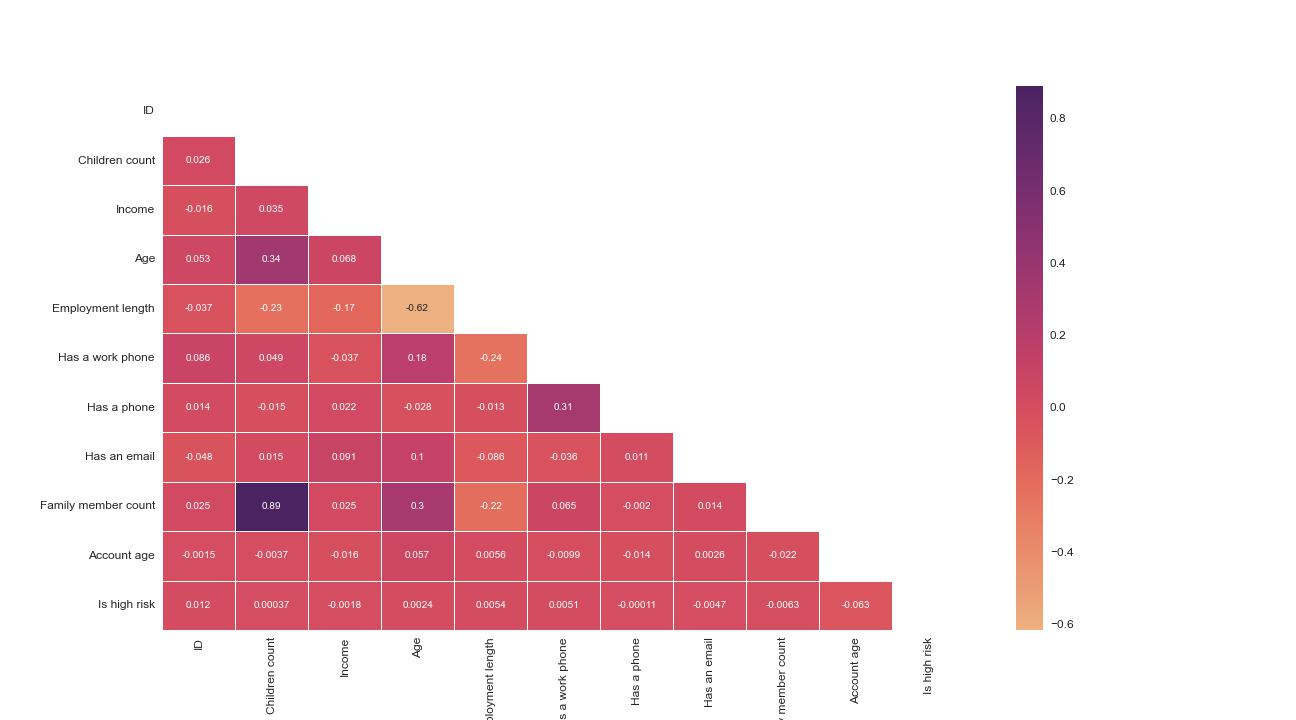 ID
Children count 0.026
Income -0.016 0.035
Age 0.053 0.34 0.068
Employment length -0.037 -0.23 -0.17 -0.62
Has a work phone 0.086 0.049 -0.037 0.18 -0.24
Has a phone 0.014 -0.015 0.022 -0.028 -0.013 0.31
Has an email -0.048 0.015 0.091 0.1 -0.086 -0.036 0.011
Family member count 0.025 0.89 0.025 0.3 -0.22 0.065 -0.002 0.014
Account age -0.0015 -0.0037 -0.016 0.057 0.0056 -0.0099 -0.014 0.0026 -0.022
Is high risk 0.012 0.00037 -0.0018 0.0024 0.0054 0.0051 -0.00011 -0.0047 -0.0063 -0.063
ID
Children count
Income
Age
ployment length
s a work phone
Has a phone
Has an email
y member count
Account age
Is high risk
0.8
0.6
0.4
0.2
0.0
−0.2
−0.4
−0.6